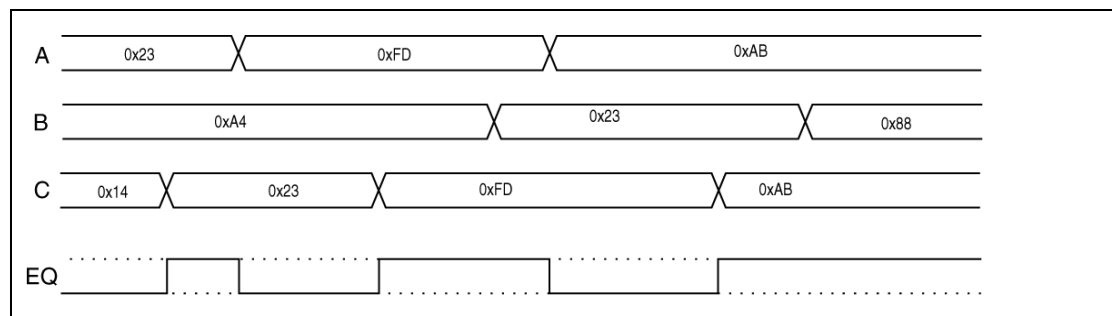 A 0x23 0xFD 0xAB
B 0xA4 0x23 0x88
C 0x14 0x23 0xFD 0xAB
EQ